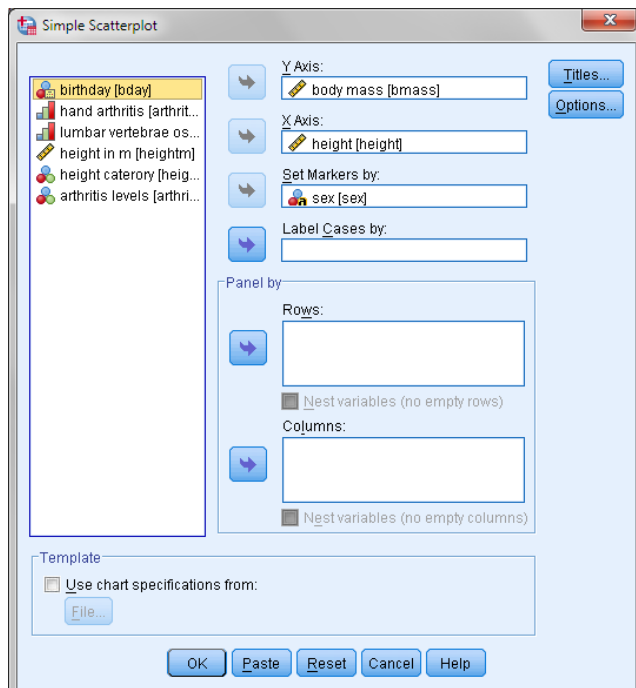 Simple Scatterplot
birthday [bday]
hand arthritis [arthrit...
lumbar vertebrae os...
height in m [heightm]
height caterory [heig...
arthritis levels [arthri...
Y Axis:
body mass [bmass]
X Axis:
height [height]
Set Markers by:
a sex [sex]
Label Cases by:
Panel by
Rows:
Nest variables (no empty rows)
Columns:
Nest variables (no empty columns)
Titles...
Options...
Template
Use chart specifications from:
File...
OK Paste Reset Cancel Help